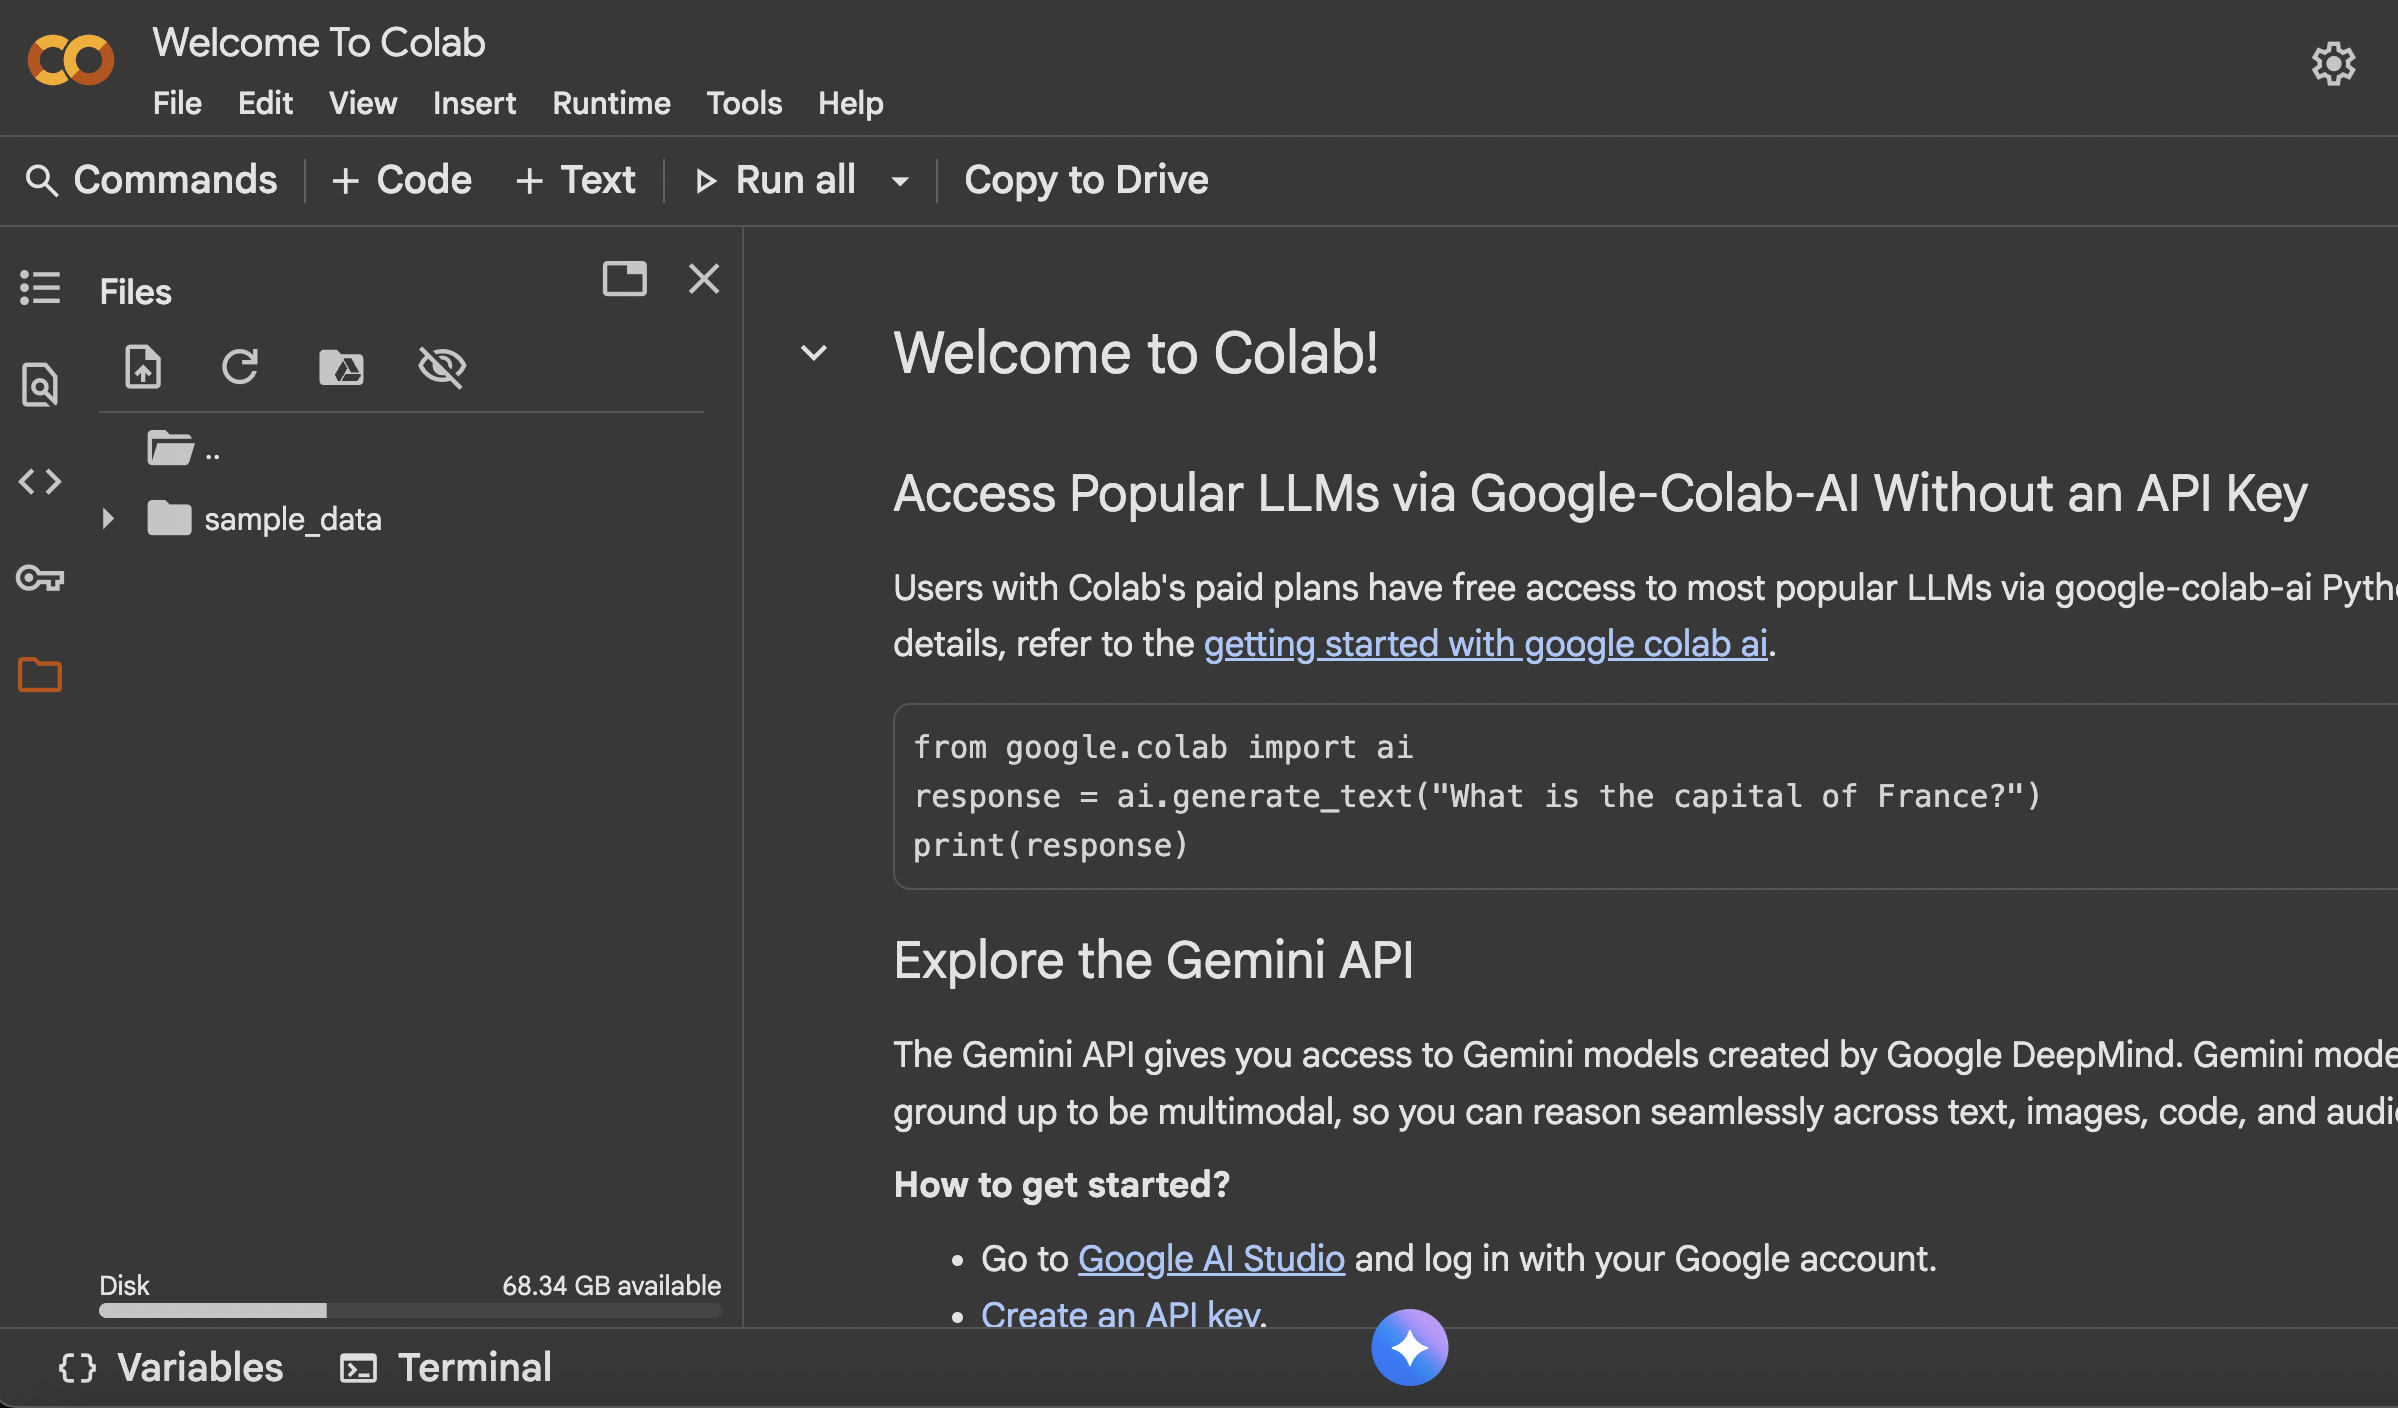 Welcome To Colab
File Edit View Insert Runtime Tools Help
Commands + Code + Text Run all Copy to Drive
Files
..
sample_data
Disk 68.34 GB available
Welcome to Colab!
Access Popular LLMs via Google-Colab-AI Without an API Key
Users with Colab's paid plans have free access to most popular LLMs via google-colab-ai
details, refer to the getting started with google colab ai.
from google.colab import ai
response = ai.generate_text("What is the capital of France?")
print(response)
Explore the Gemini API
The Gemini API gives you access to Gemini models created by Google DeepMind. Gemini
ground up to be multimodal, so you can reason seamlessly across text, images, code, and
How to get started?
• Go to Google AI Studio and log in with your Google account.
• Create an API key.
{} Variables Terminal